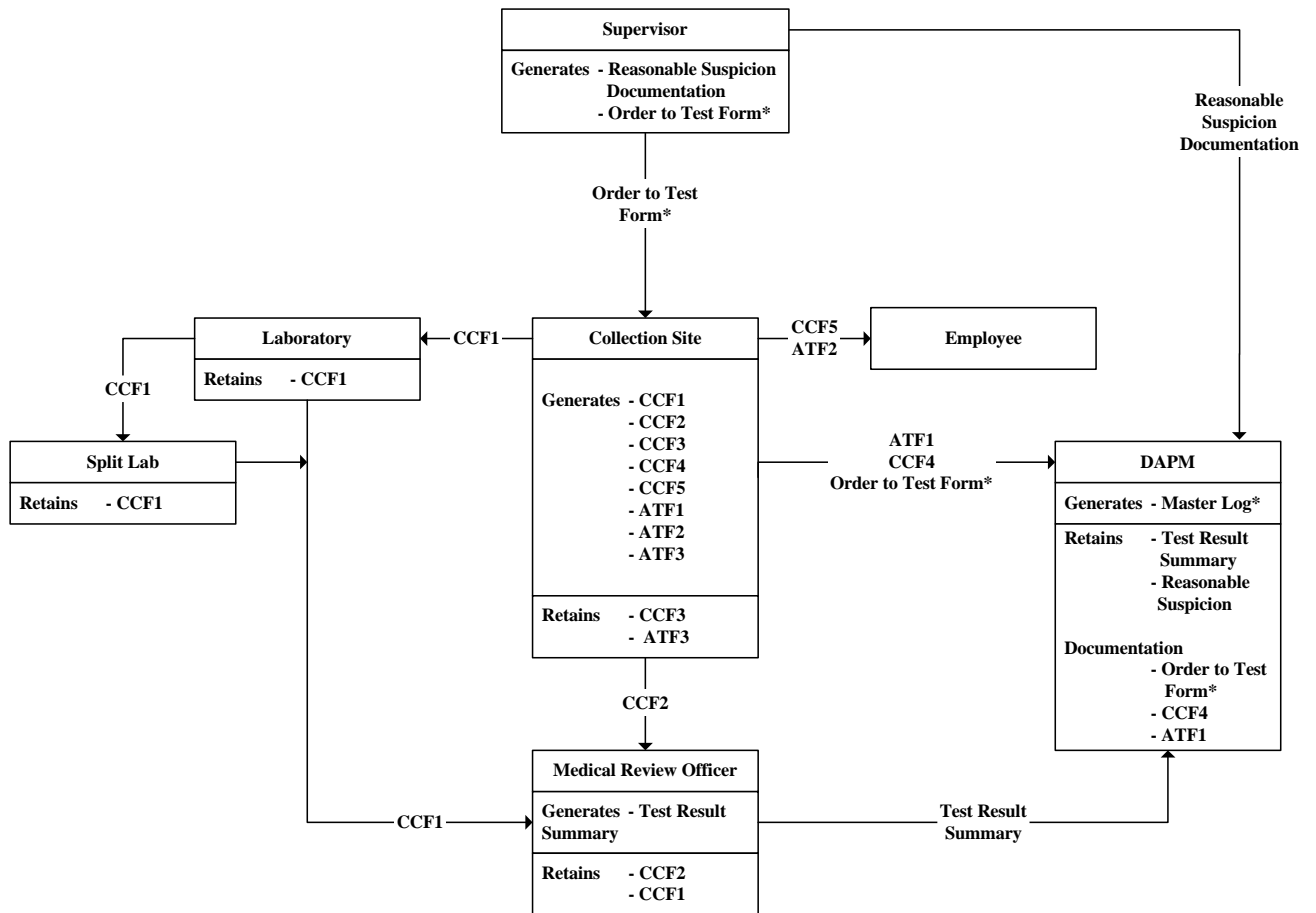 Supervisor
Generates - Reasonable Suspicion
Documentation
- Order to Test Form*
Reasonable
Suspicion
Documentation
Order to Test
Form*
Laboratory
Retains - CCF1
CCF1
CCF1
Split Lab
Retains - CCF1
Collection Site
Generates - CCF1
- CCF2
- CCF3
- CCF4
- CCF5
- ATF1
- ATF2
- ATF3
Retains - CCF3
- ATF3
CCF5
ATF2
Employee
ATF1
CCF4
Order to Test Form*
DAPM
Generates - Master Log*
Retains - Test Result
Summary
- Reasonable
Suspicion
Documentation
- Order to Test
Form*
- CCF4
- ATF1
CCF2
Medical Review Officer
Generates - Test Result
Summary
Retains - CCF2
- CCF1
CCF1
Test Result
Summary